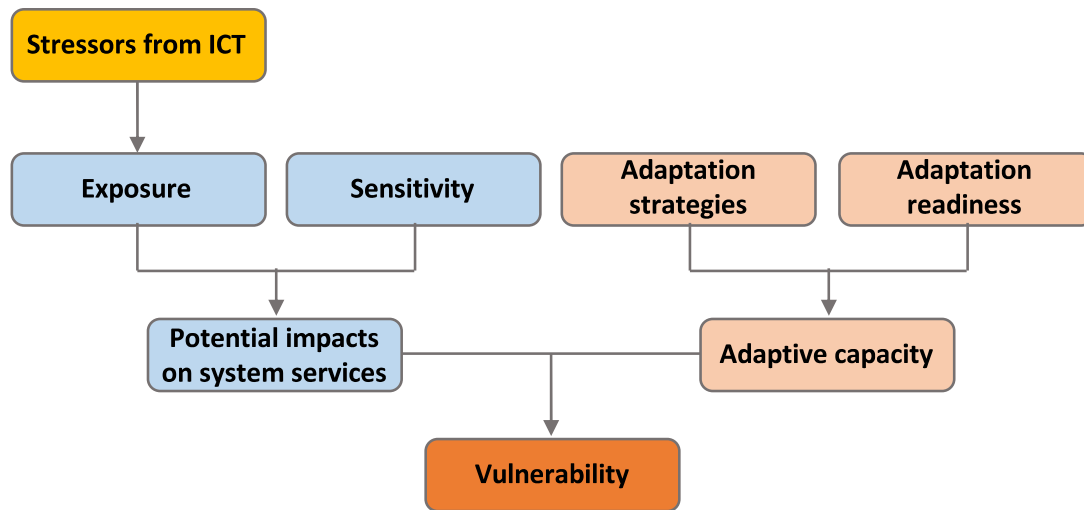 Stressors from ICT
Exposure
Sensitivity
Adaptation
strategies
Adaptation
readiness
Potential impacts
on system services
Adaptive capacity
Vulnerability